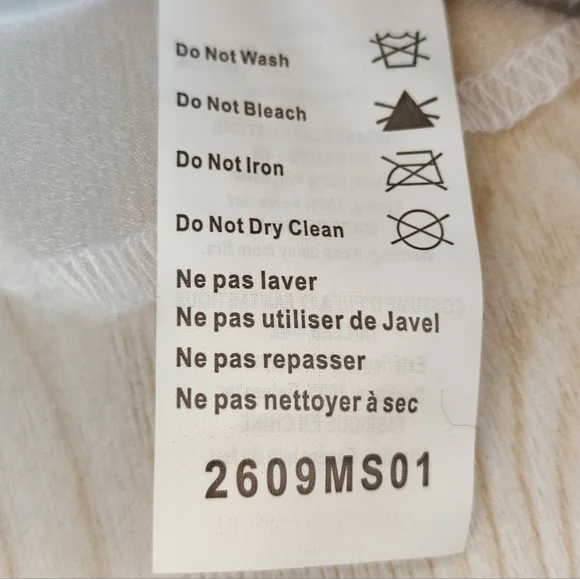 Do Not Wash
Do Not Bleach
Do Not Iron
Do Not Dry Clean
Ne pas laver
Ne pas utiliser de Javel
Ne pas repasser
Ne pas nettoyer à sec
2609MS01